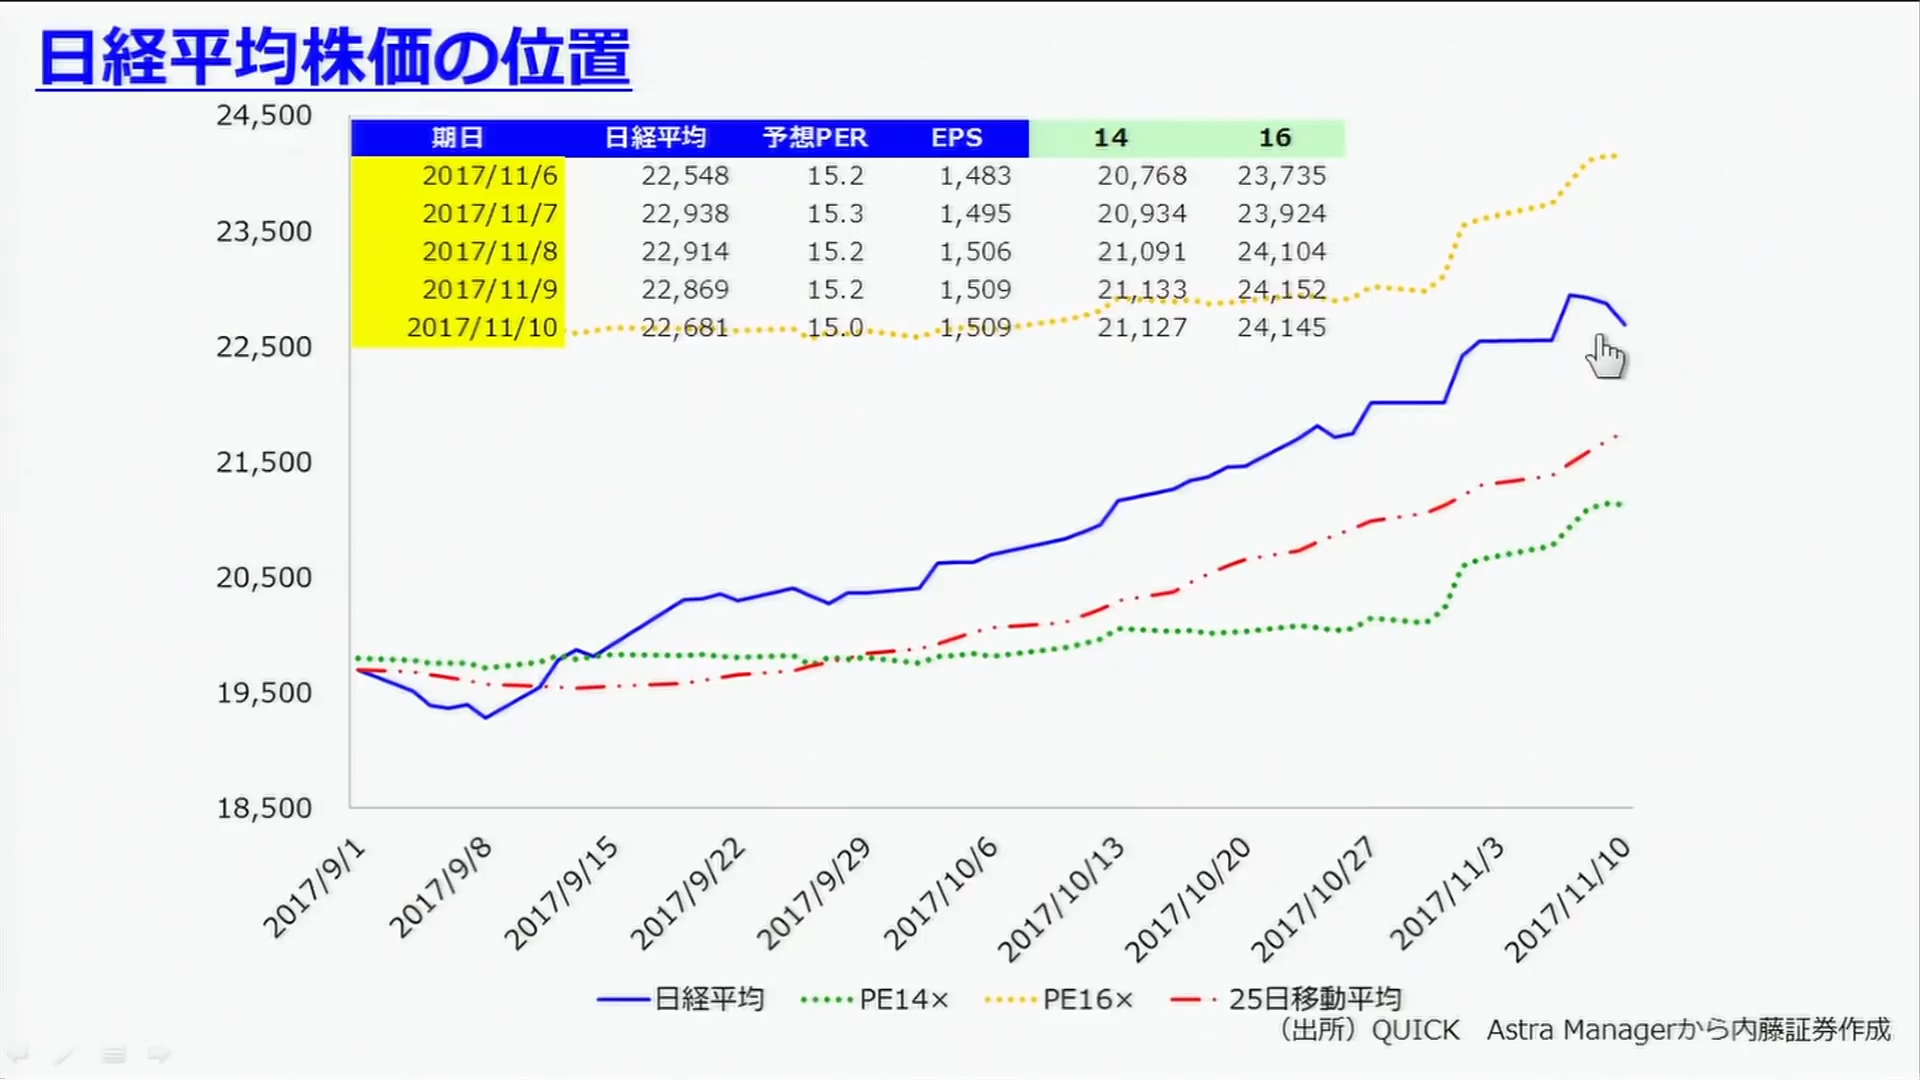 日経平均株価の位置
24,500
23,500
22,500
21,500
20,500
19,500
18,500
期日 日経平均 予想PER EPS 14 16
2017/11/6 22,548 15.2 1,483 20,768 23,735
2017/11/7 22,938 15.3 1,495 20,934 23,924
2017/11/8 22,914 15.2 1,506 21,091 24,104
2017/11/9 22,869 15.2 1,509 21,133 24,152
2017/11/10 22,681 15.0 1,509 21,127 24,145
2017/9/1 2017/9/8 2017/9/15 2017/9/22 2017/9/29 2017/10/6 2017/10/13 2017/10/20 2017/10/27 2017/11/3 2017/11/10
日経平均 PE14× PE16× 25日移動平均
（出所）QUICK　Astra Managerから内藤証券作成